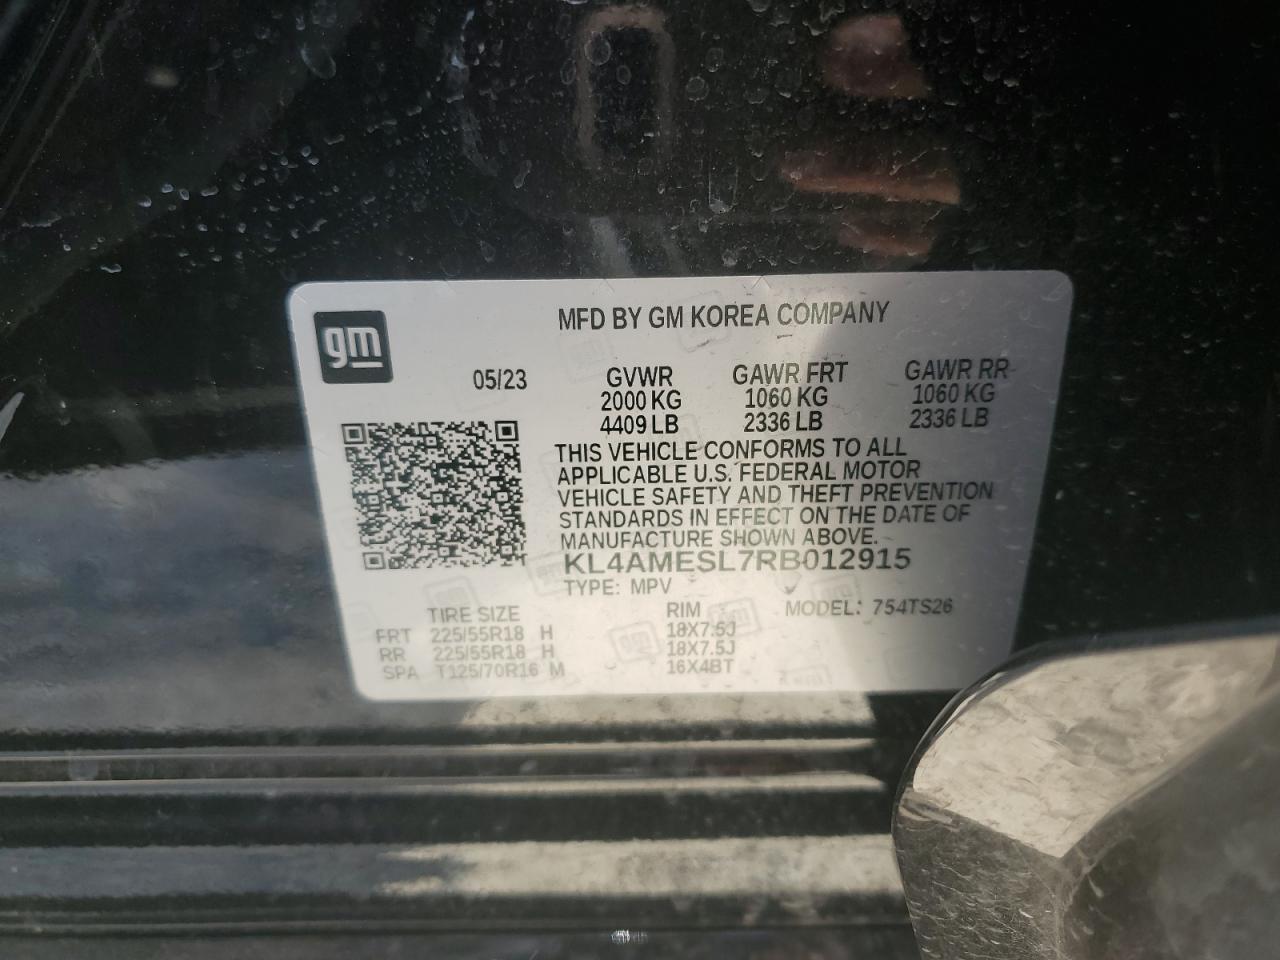 gm
MFD BY GM KOREA COMPANY
05/23
GVWR GAWR FRT GAWR RR
2000 KG 1060 KG 1060 KG
4409 LB 2336 LB 2336 LB
THIS VEHICLE CONFORMS TO ALL
APPLICABLE U.S. FEDERAL MOTOR
VEHICLE SAFETY AND THEFT PREVENTION
STANDARDS IN EFFECT ON THE DATE OF
MANUFACTURE SHOWN ABOVE.
KL4AMESL7RB012915
TYPE: MPV
MODEL: 754TS26
TIRE SIZE RIM
FRT 225/55R18 H 18X7.5J
RR 225/55R18 H 18X7.5J
SPA T125/70R16 M 16X4BT